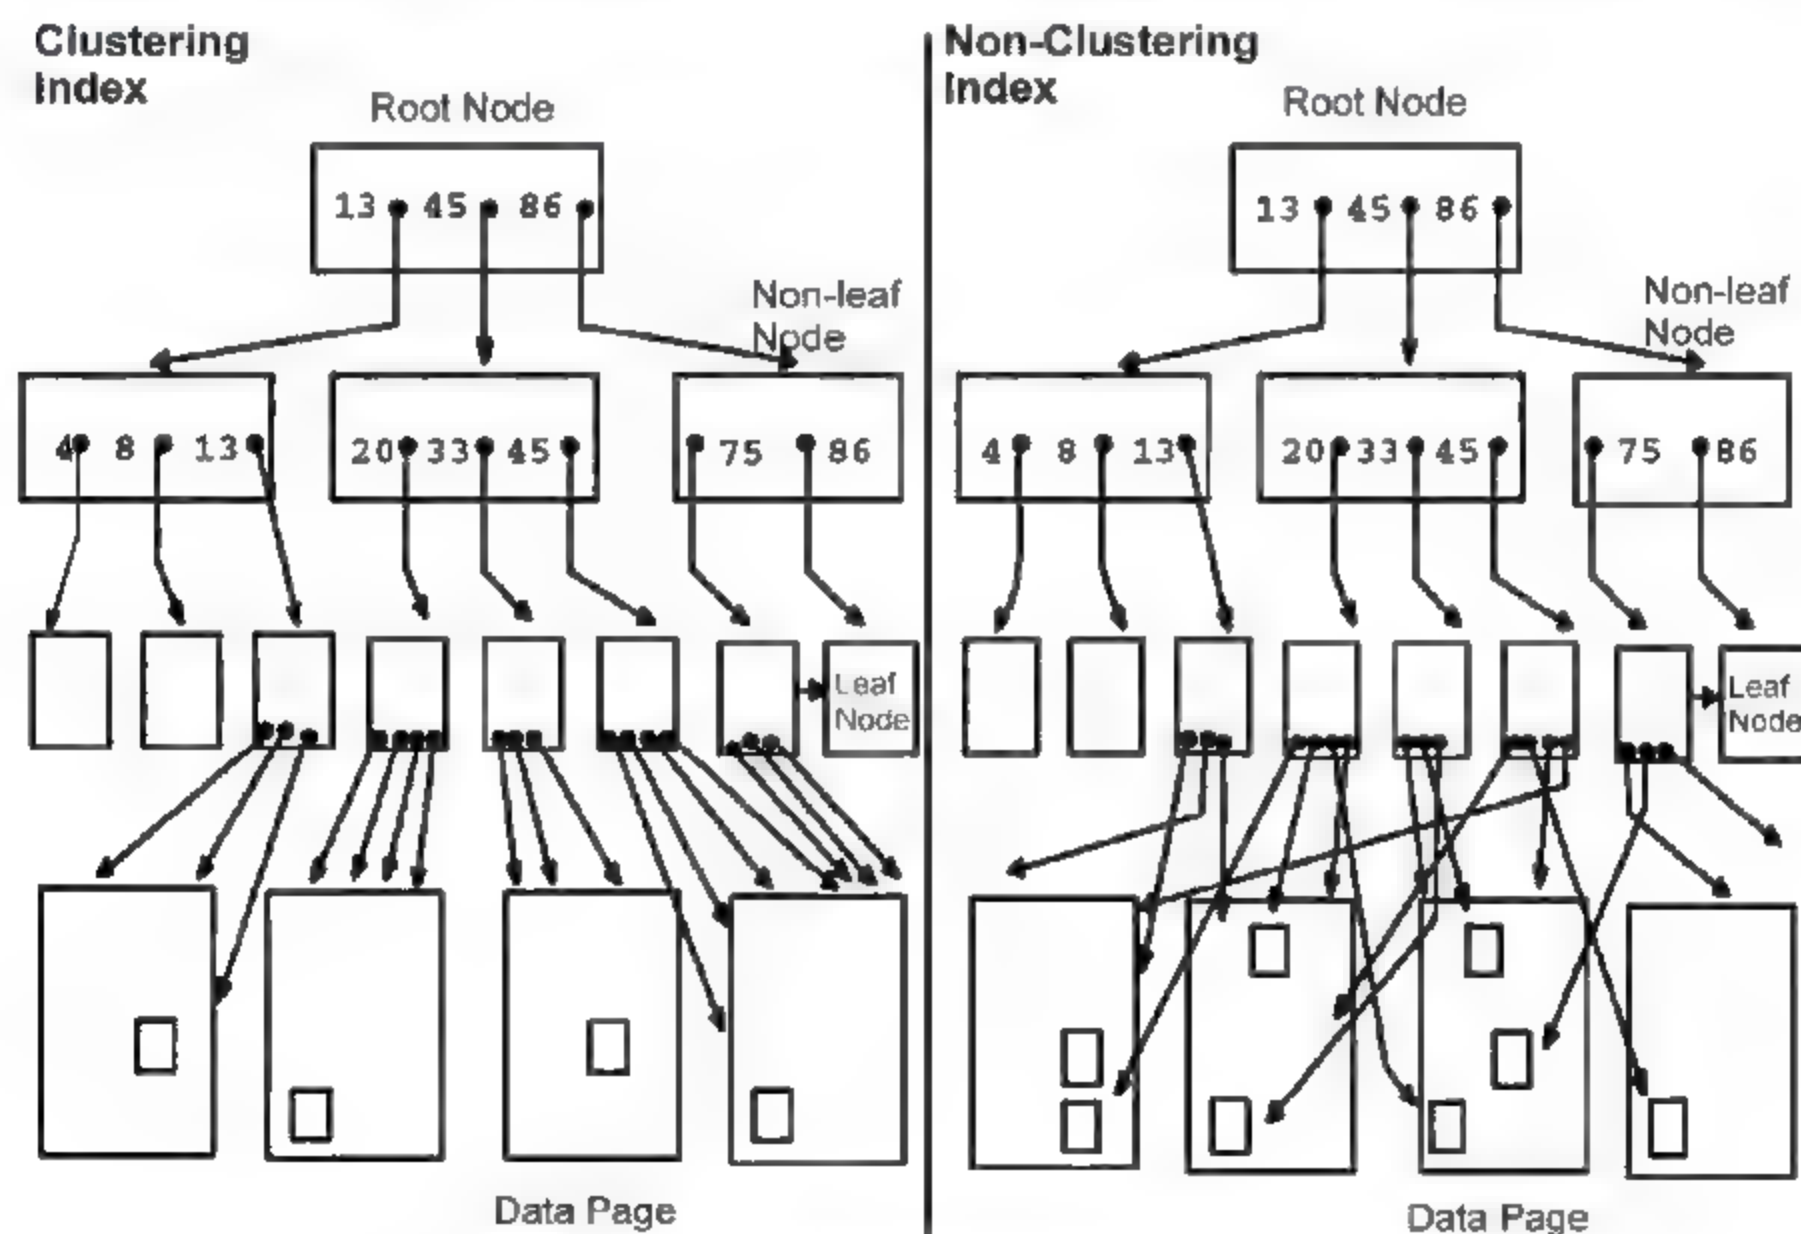 Clustering
Index
Root Node
13 45 86
Non-leaf
Node
4 8 13
20 33 45
75 86
Leaf
Node
Data Page
Non-Clustering
Index
Root Node
13 45 86
Non-leaf
Node
4 8 13
20 33 45
75 86
Leaf
Node
Data Page